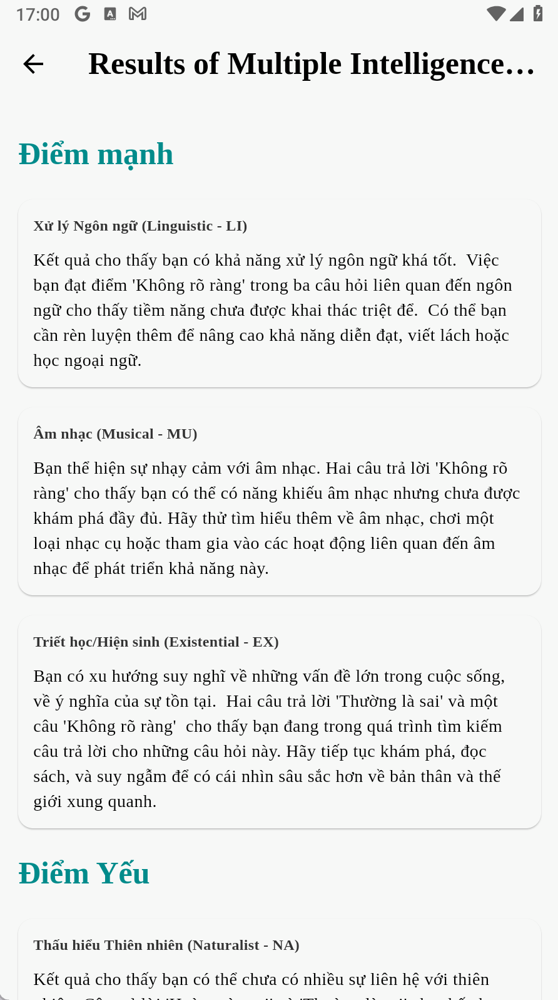 17:00
Results of Multiple Intelligence…
Điểm mạnh
Xử lý Ngôn ngữ (Linguistic - LI)
Kết quả cho thấy bạn có khả năng xử lý ngôn ngữ khá tốt.  Việc
bạn đạt điểm 'Không rõ ràng' trong ba câu hỏi liên quan đến ngôn
ngữ cho thấy tiềm năng chưa được khai thác triệt để.  Có thể bạn
cần rèn luyện thêm để nâng cao khả năng diễn đạt, viết lách hoặc
học ngoại ngữ.
Âm nhạc (Musical - MU)
Bạn thể hiện sự nhạy cảm với âm nhạc. Hai câu trả lời 'Không rõ
ràng' cho thấy bạn có thể có năng khiếu âm nhạc nhưng chưa được
khám phá đầy đủ. Hãy thử tìm hiểu thêm về âm nhạc, chơi một
loại nhạc cụ hoặc tham gia vào các hoạt động liên quan đến âm
nhạc để phát triển khả năng này.
Triết học/Hiện sinh (Existential - EX)
Bạn có xu hướng suy nghĩ về những vấn đề lớn trong cuộc sống,
về ý nghĩa của sự tồn tại.  Hai câu trả lời 'Thường là sai' và một
câu 'Không rõ ràng'  cho thấy bạn đang trong quá trình tìm kiếm
câu trả lời cho những câu hỏi này. Hãy tiếp tục khám phá, đọc
sách, và suy ngẫm để có cái nhìn sâu sắc hơn về bản thân và thế
giới xung quanh.
Điểm Yếu
Thấu hiểu Thiên nhiên (Naturalist - NA)
Kết quả cho thấy bạn có thể chưa có nhiều sự liên hệ với thiên